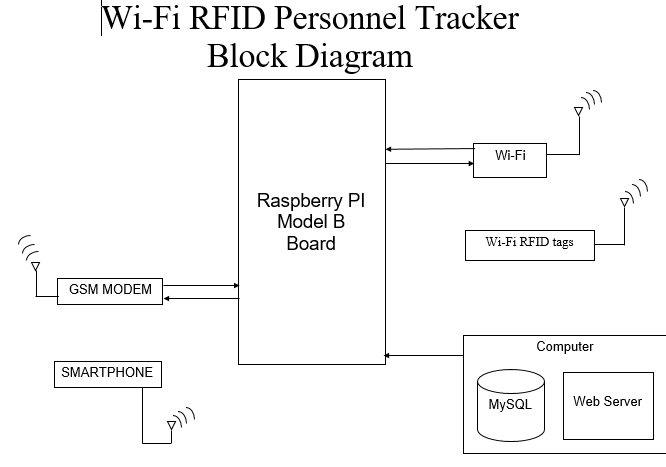 Wi-Fi RFID Personnel Tracker
Block Diagram
Raspberry PI
Model B
Board
Wi-Fi
Wi-Fi RFID tags
GSM MODEM
SMARTPHONE
Computer
MySQL
Web Server